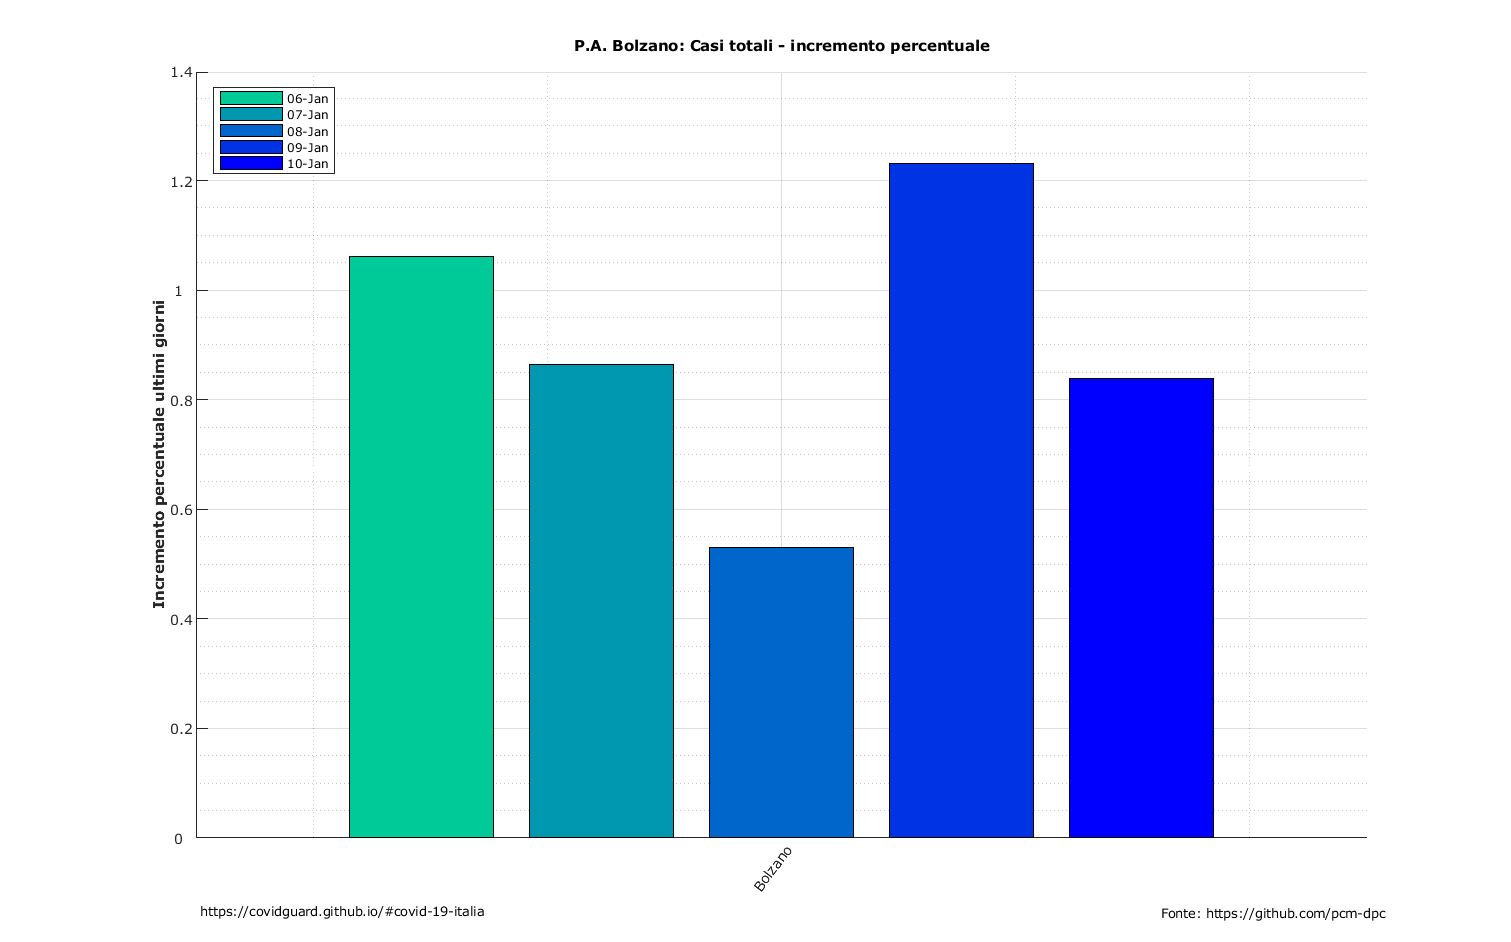 P.A. Bolzano: Casi totali - incremento percentuale
Incremento percentuale ultimi giorni
1.4
1.2
1
0.8
0.6
0.4
0.2
0
06-Jan
07-Jan
08-Jan
09-Jan
10-Jan
Bolzano
https://covidguard.github.io/#covid-19-italia
Fonte: https://github.com/pcm-dpc